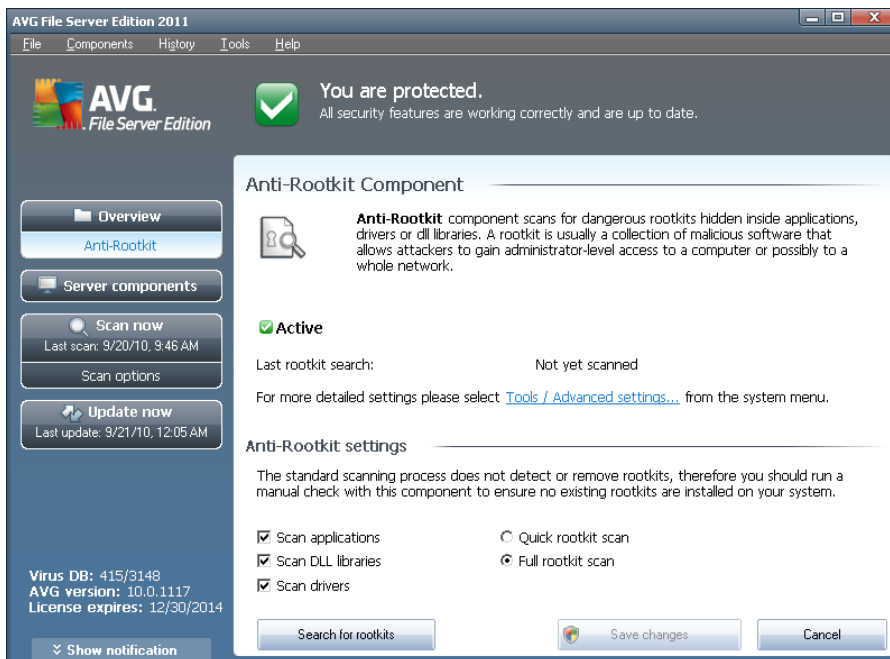 AVG File Server Edition 2011
File Components History Tools Help
AVG.
File Server Edition
You are protected.
All security features are working correctly and are up to date.
Overview
Anti-Rootkit
Server components
Scan now
Last scan: 9/20/10, 9:46 AM
Scan options
Update now
Last update: 9/21/10, 12:05 AM
Virus DB: 415/3148
AVG version: 10.0.1117
License expires: 12/30/2014
Show notification
Anti-Rootkit Component
Anti-Rootkit component scans for dangerous rootkits hidden inside applications,
drivers or dll libraries. A rootkit is usually a collection of malicious software that
allows attackers to gain administrator-level access to a computer or possibly to a
whole network.
Active
Last rootkit search: Not yet scanned
For more detailed settings please select Tools / Advanced settings... from the system menu.
Anti-Rootkit settings
The standard scanning process does not detect or remove rootkits, therefore you should run a
manual check with this component to ensure no existing rootkits are installed on your system.
Scan applications
Quick rootkit scan
Scan DLL libraries
Full rootkit scan
Scan drivers
Search for rootkits
Save changes
Cancel